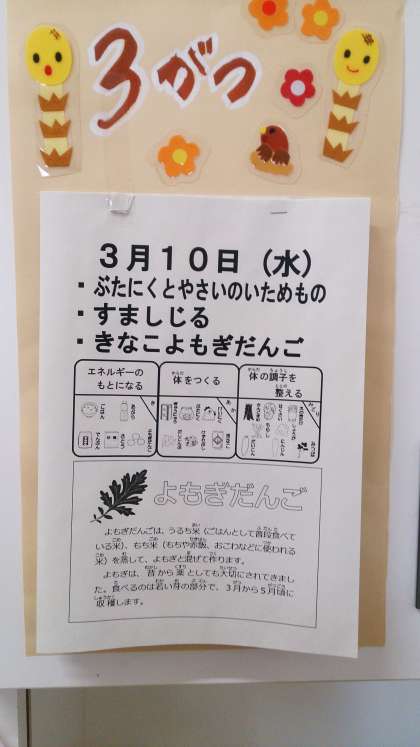 3がつ
3月10日（水）
・ぶたにくとやさいのいためもの
・すましじる
・きなこよもぎだんご
エネルギーの
もとになる
体をつくる
体の調子を
整える
よもぎだんご
よもぎだんごは、うるち米（ごはんとして普段食べて
いる米）、もち米（もちや赤飯、おこわなどに使われる
米）を蒸して、よもぎと混ぜて作ります。
よもぎは、昔から薬としても大切にされてきまし
た。食べるのは若い芽の部分で、3月から5月頃に
収穫します。